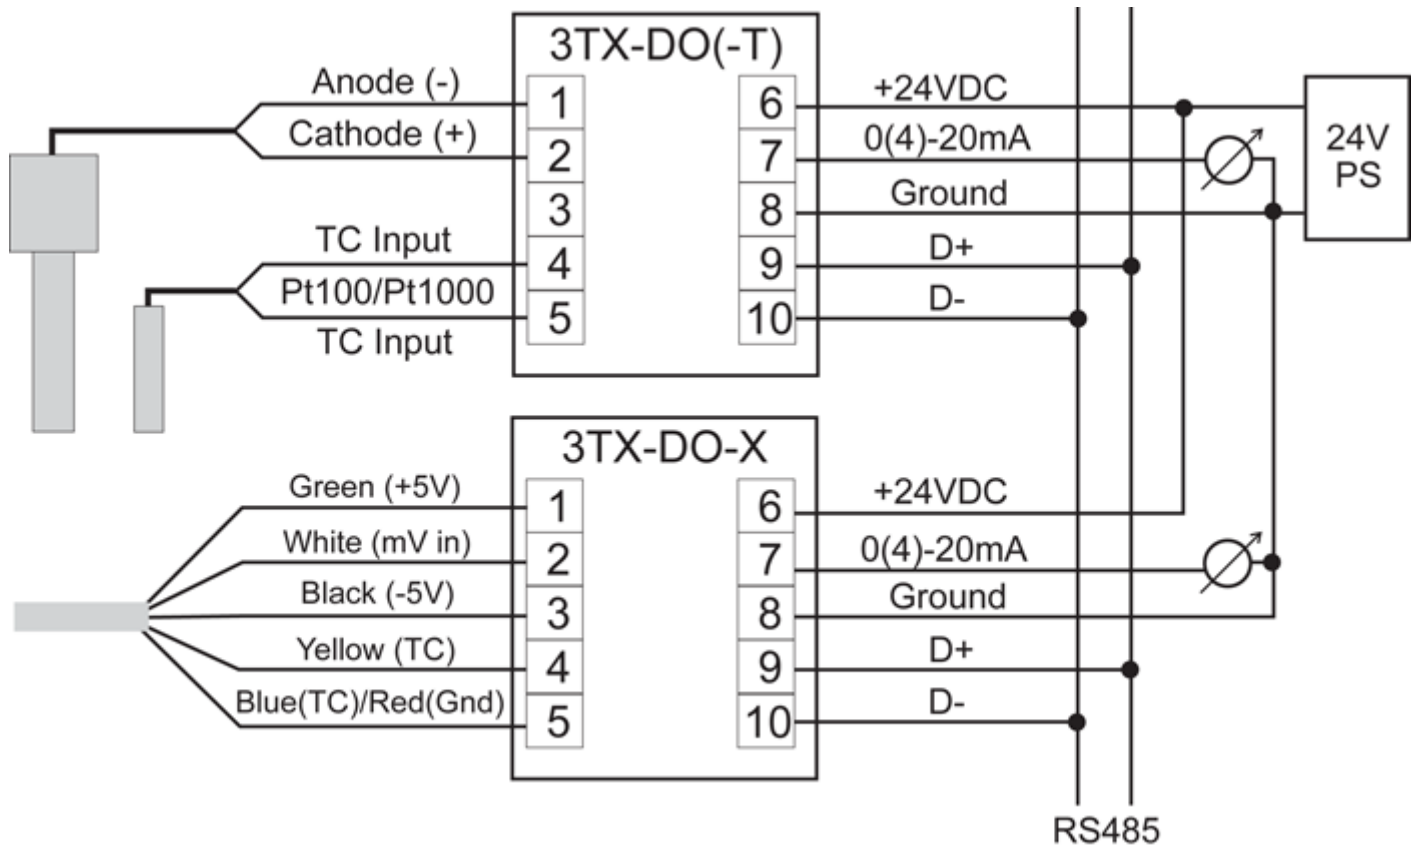 3TX-DO(-T)
Anode (-)
Cathode (+)
TC Input
Pt100/Pt1000
TC Input
1
2
3
4
5
6
7
8
9
10
+24VDC
0(4)-20mA
Ground
D+
D-
24V
PS
3TX-DO-X
Green (+5V)
White (mV in)
Black (-5V)
Yellow (TC)
Blue(TC)/Red(Gnd)
1
2
3
4
5
6
7
8
9
10
+24VDC
0(4)-20mA
Ground
D+
D-
RS485